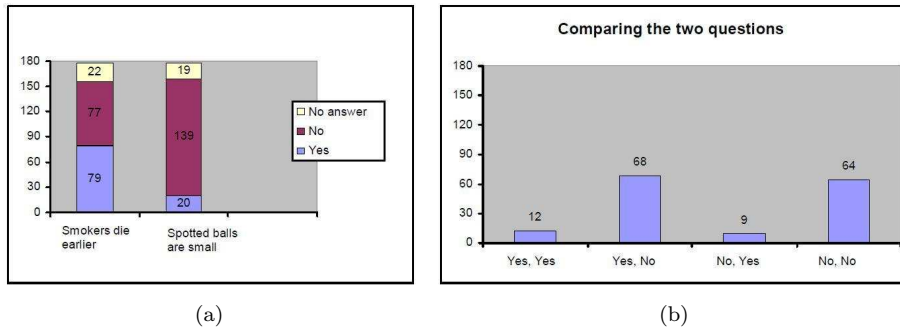 180
150
120
90
60
30
0
22
77
79
19
139
20
Smokers die
earlier
Spotted balls
are small
No answer
No
Yes
(a)
Comparing the two questions
180
150
120
90
60
30
0
12
68
9
64
Yes, Yes
Yes, No
No, Yes
No, No
(b)